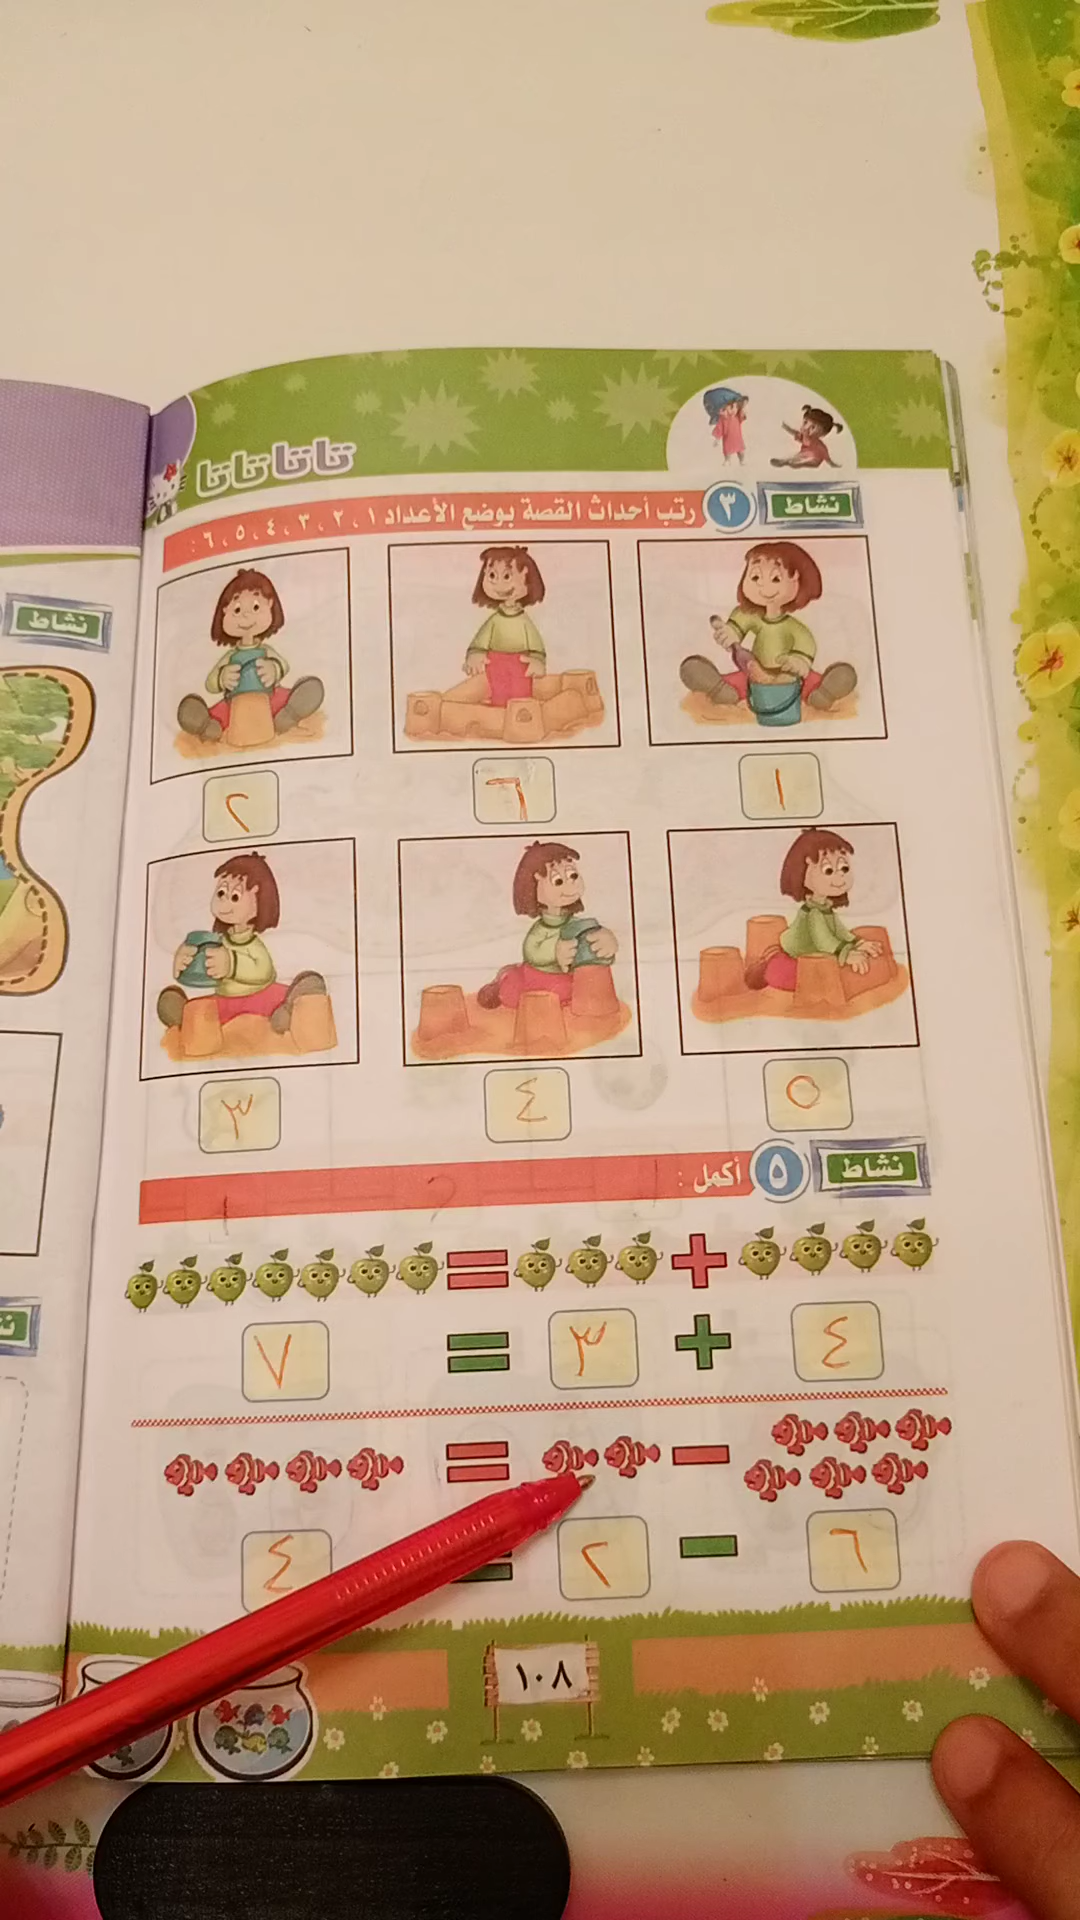 تاتا تاتا
نشاط ٣ رتب أحداث القصة بوضع الأعداد ١ ، ٢ ، ٣ ، ٤ ، ٥ ، ٦ :
١ ٦ ٢
٥ ٤ ٣
نشاط ٥ أكمل :
+ =
٤ + ٣ = ٧
- =
٦ - ٢ = ٤
١٠٨
نشاط